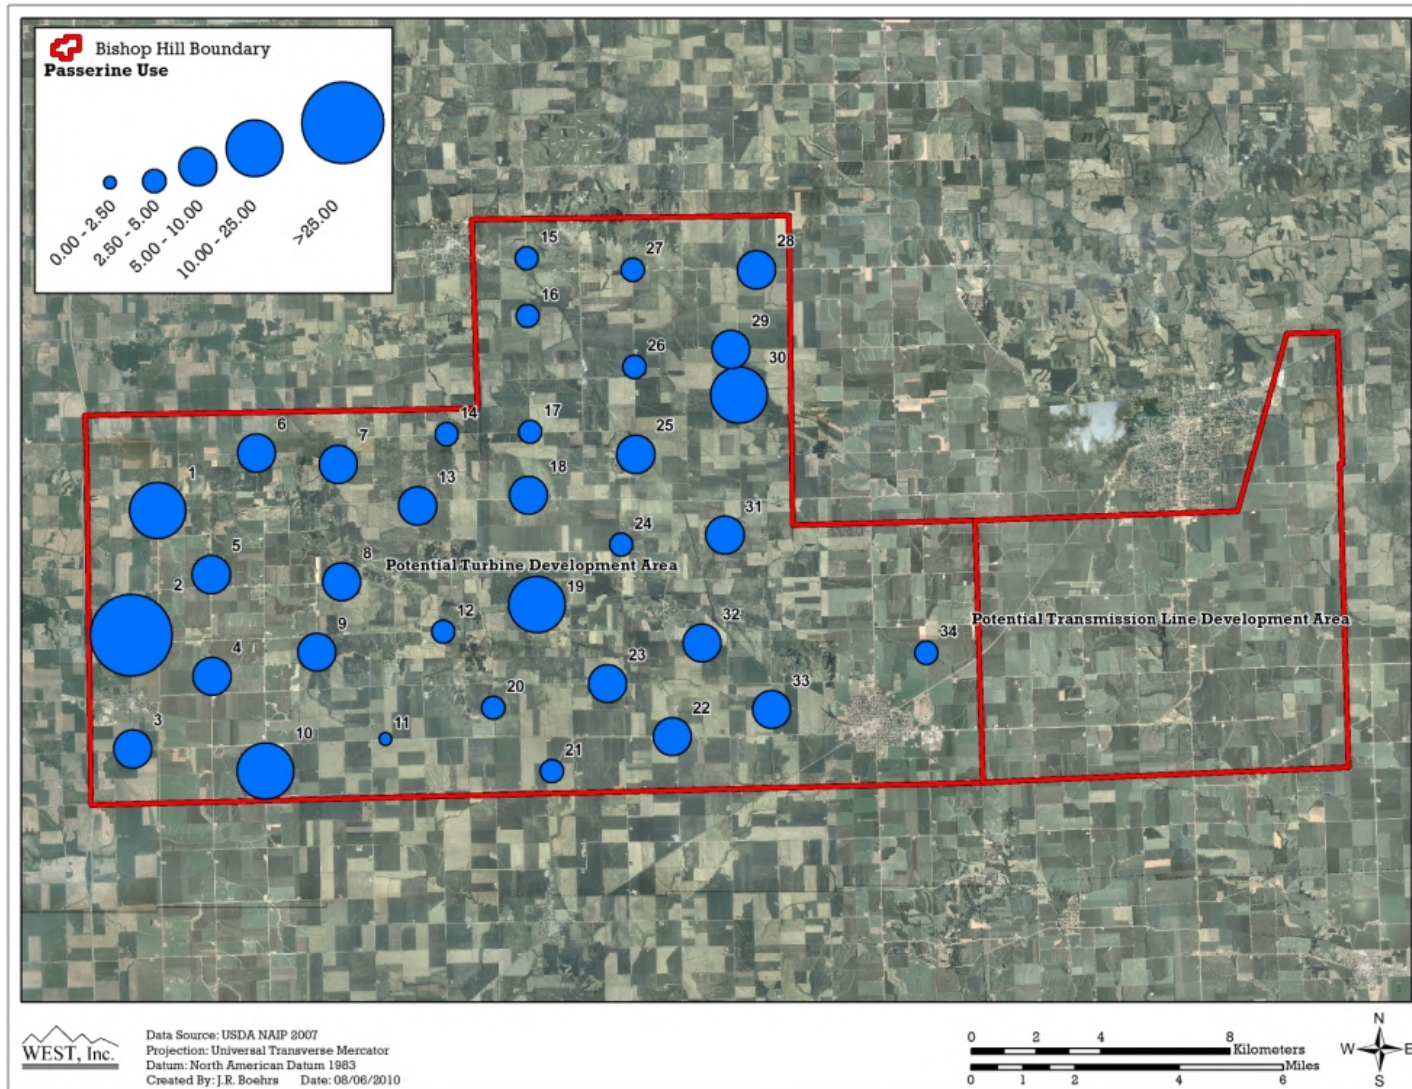 Bishop Hill Boundary
Passerine Use
0.00 - 2.50
2.50 - 5.00
5.00 - 10.00
10.00 - 25.00
>25.00
15
27
28
16
29
26
30
14
17
6
7
25
1
13
18
31
24
5
8
Potential Turbine Development Area
2
19
12
Potential Transmission Line Development Area
32
9
34
4
23
20
33
3
11
10
22
21
WEST, Inc.
Data Source: USDA NAIP 2007
Projection: Universal Transverse Mercator
Datum: North American Datum 1983
Created By: J.R. Boehrs Date: 08/06/2010
0 2 4 8
Kilometers
Miles
0 1 2 4 6
N
W E
S